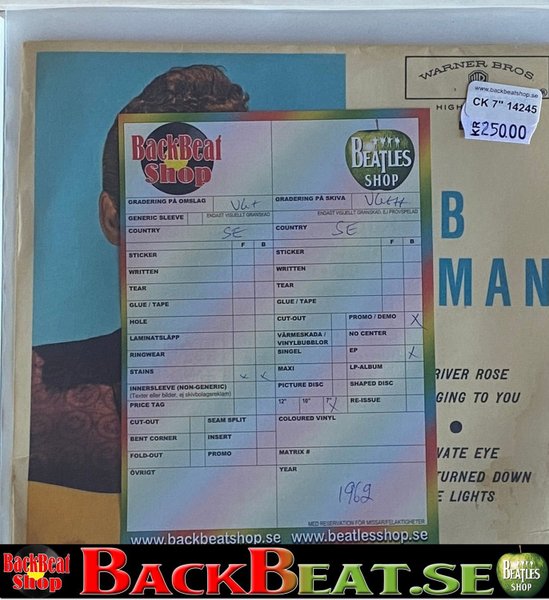 WARNER BROS.
HIGH
www.backbeatshop.se
CK 7" 14245
KR 250.00
B
MAN
RIVER ROSE
GING TO YOU
VATE EYE
TURNED DOWN
E LIGHTS
BackBeat
Shop
BEATLES
SHOP
GRADERING PÅ OMSLAG VG+
GRADERING PÅ SKIVA VG++
GENERIC SLEEVE
ENDAST VISUELLT GRANSKAD
ENDAST VISUELLT GRANSKAD, EJ PROVSPELAD
COUNTRY SE
COUNTRY SE
F B
F B
STICKER
STICKER
WRITTEN
WRITTEN
TEAR
TEAR
GLUE / TAPE
GLUE / TAPE
HOLE
CUT-OUT
PROMO / DEMO X
LAMINATSLÄPP
VÄRMESKADA /
VINYLBUBBLOR
NO CENTER
RINGWEAR
SINGEL
EP X
STAINS x x
MAXI
LP-ALBUM
INNERSLEEVE (NON-GENERIC)
(Texter eller bilder, ej skivbolagsreklam)
PICTURE DISC
SHAPED DISC
PRICE TAG
12" 10" 7" X
RE-ISSUE
CUT-OUT
SEAM SPLIT
COLOURED VINYL
BENT CORNER
INSERT
FOLD-OUT
PROMO
MATRIX #
ÖVRIGT
YEAR
1962
MED RESERVATION FÖR MISSAR/FELAKTIGHETER
www.backbeatshop.se www.beatlesshop.se
BackBeat
Shop
BACKBEAT.SE
BEATLES
SHOP